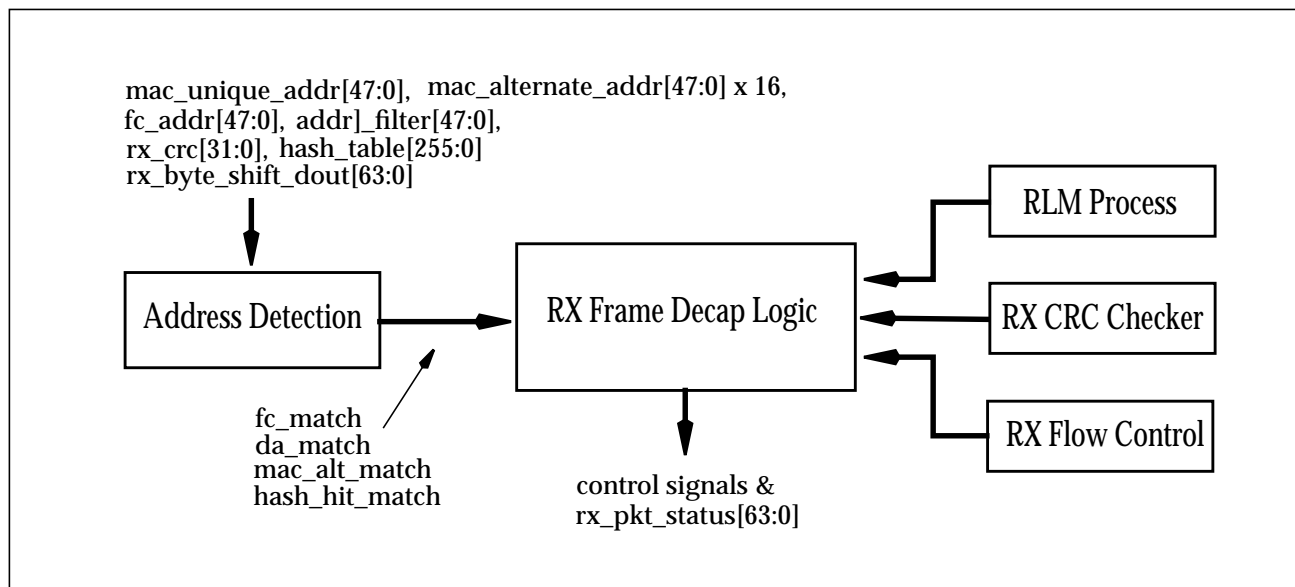 mac_unique_addr[47:0], mac_alternate_addr[47:0] x 16,
fc_addr[47:0], addr]_filter[47:0],
rx_crc[31:0], hash_table[255:0]
rx_byte_shift_dout[63:0]
RLM Process
Address Detection
RX Frame Decap Logic
RX CRC Checker
fc_match
da_match
mac_alt_match
hash_hit_match
RX Flow Control
control signals &
rx_pkt_status[63:0]